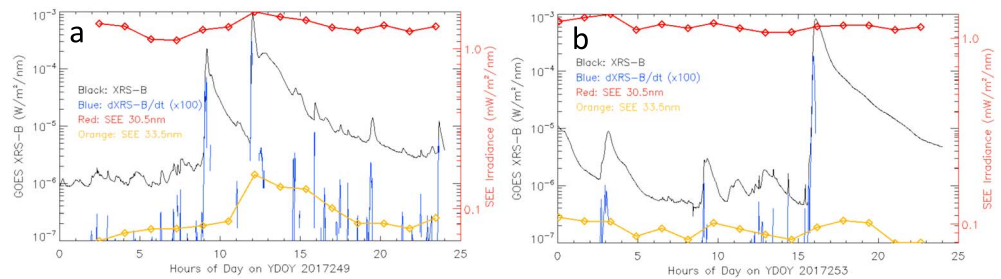 a
10⁻³
10⁻⁴
10⁻⁵
10⁻⁶
10⁻⁷
GOES XRS-B (W/m²/nm)
Black: XRS-B
Blue: dXRS-B/dt (x100)
Red: SEE 30.5nm
Orange: SEE 33.5nm
1.0
0.1
SEE Irradiance (mW/m²/nm)
0 5 10 15 20 25
Hours of Day on YDOY 2017249
b
10⁻³
10⁻⁴
10⁻⁵
10⁻⁶
10⁻⁷
GOES XRS-B (W/m²/nm)
Black: XRS-B
Blue: dXRS-B/dt (x100)
Red: SEE 30.5nm
Orange: SEE 33.5nm
1.0
0.1
SEE Irradiance (mW/m²/nm)
0 5 10 15 20 25
Hours of Day on YDOY 2017253